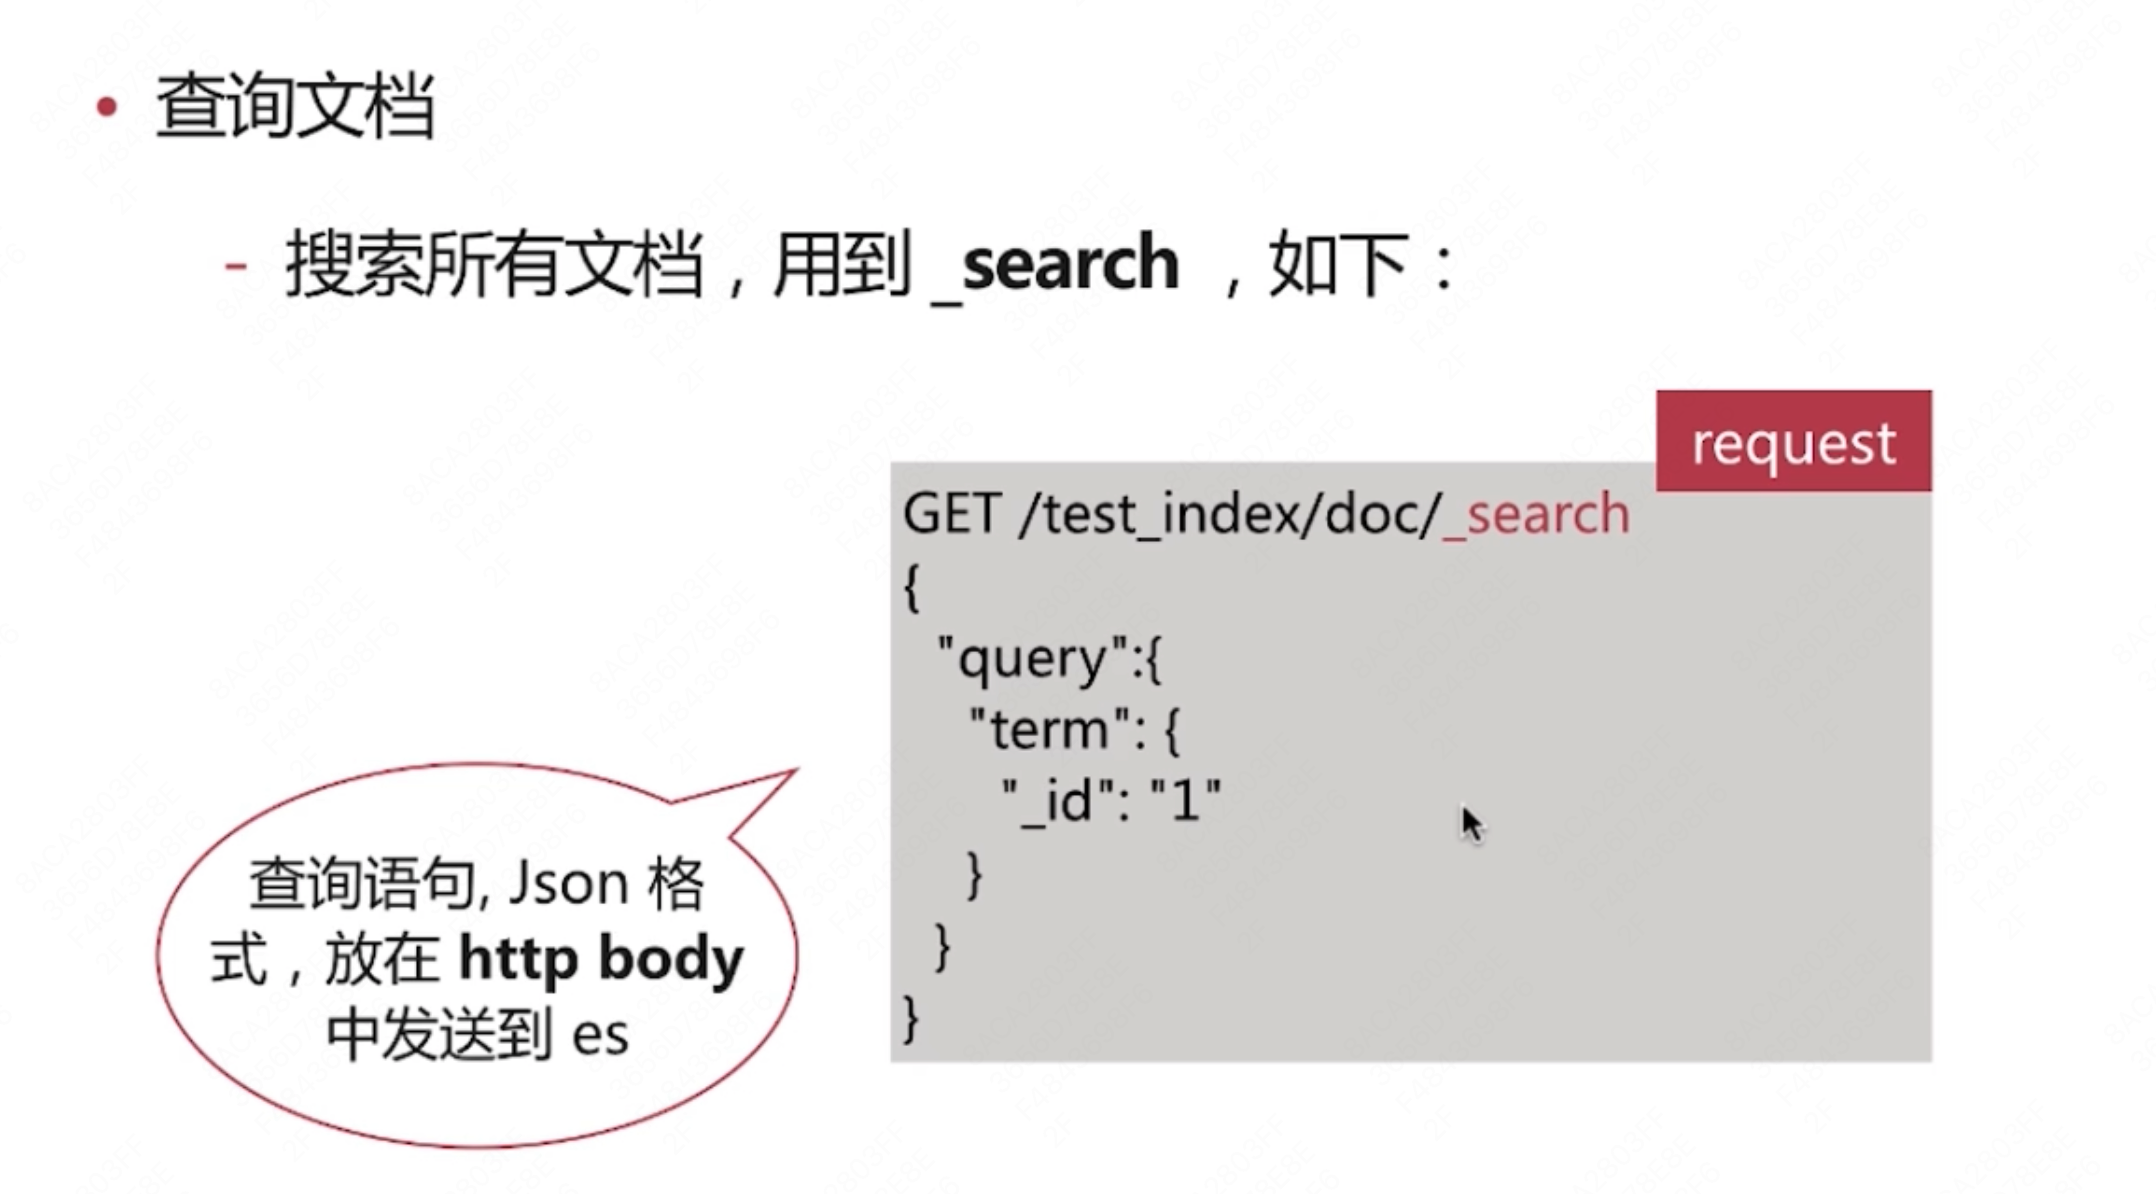 • 查询文档
- 搜索所有文档，用到 _search ，如下：
request
GET /test_index/doc/_search
{
"query":{
"term": {
"_id": "1"
}
}
}
查询语句, Json 格
式，放在 http body
中发送到 es